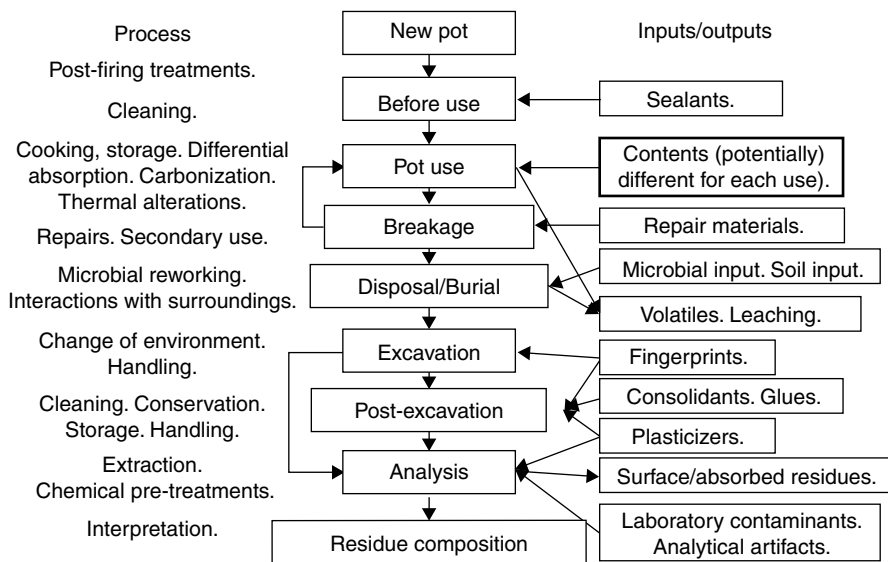 Process
New pot
Inputs/outputs
Post-firing treatments.
Before use
Sealants.
Cleaning.
Cooking, storage. Differential
absorption. Carbonization.
Thermal alterations.
Pot use
Contents (potentially)
different for each use).
Breakage
Repair materials.
Repairs. Secondary use.
Microbial reworking.
Interactions with surroundings.
Disposal/Burial
Microbial input. Soil input.
Volatiles. Leaching.
Change of environment.
Handling.
Excavation
Fingerprints.
Cleaning. Conservation.
Storage. Handling.
Post-excavation
Consolidants. Glues.
Plasticizers.
Extraction.
Chemical pre-treatments.
Analysis
Surface/absorbed residues.
Interpretation.
Residue composition
Laboratory contaminants.
Analytical artifacts.